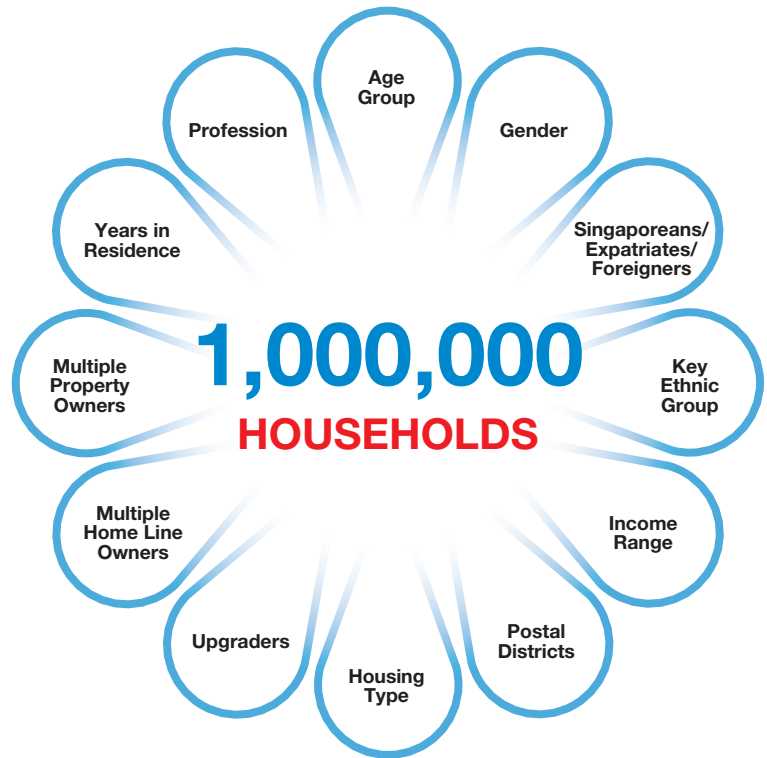 Age
Group
Gender
Singaporeans/
Expatriates/
Foreigners
Key
Ethnic
Group
Income
Range
Postal
Districts
Housing
Type
Upgraders
Multiple
Home Line
Owners
Multiple
Property
Owners
Years in
Residence
Profession
1,000,000
HOUSEHOLDS